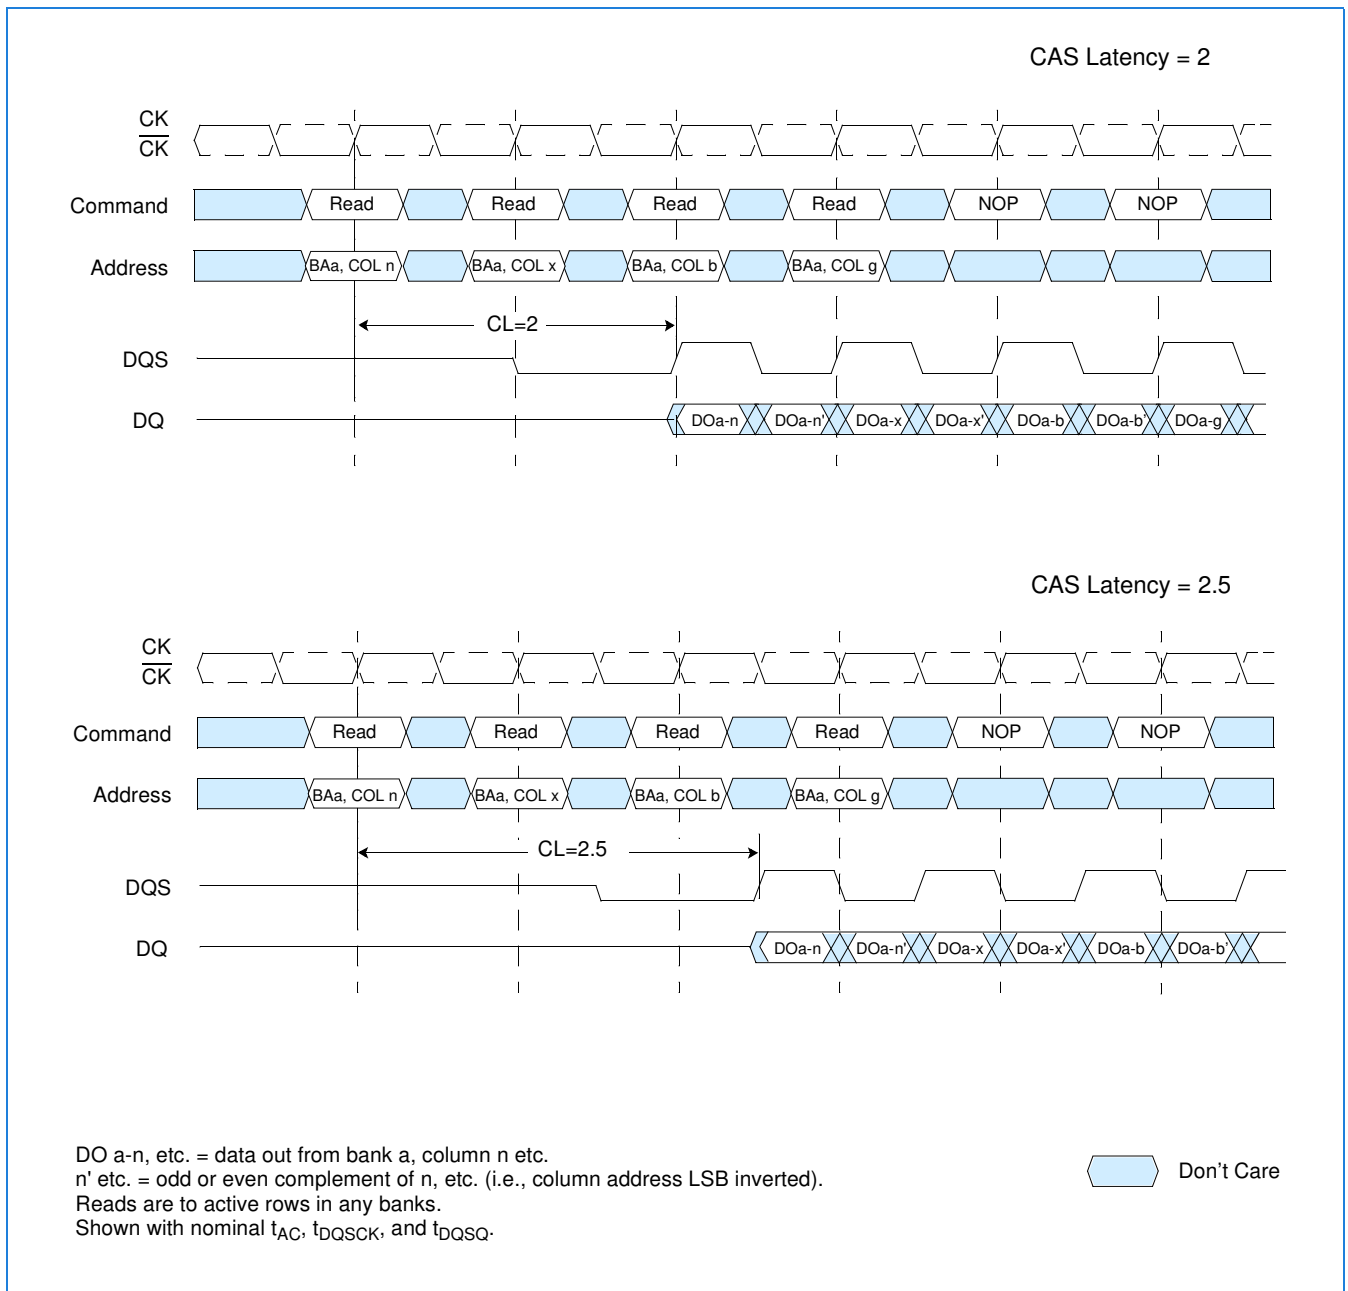 CAS Latency = 2
CK
CK
Command
Read Read Read Read NOP NOP
Address
BAa, COL n BAa, COL x BAa, COL b BAa, COL g
CL=2
DQS
DQ
DOa-n DOa-n' DOa-x DOa-x' DOa-b DOa-b' DOa-g
CAS Latency = 2.5
CK
CK
Command
Read Read Read Read NOP NOP
Address
BAa, COL n BAa, COL x BAa, COL b BAa, COL g
CL=2.5
DQS
DQ
DOa-n DOa-n' DOa-x DOa-x' DOa-b DOa-b'
DO a-n, etc. = data out from bank a, column n etc.
n' etc. = odd or even complement of n, etc. (i.e., column address LSB inverted).
Reads are to active rows in any banks.
Shown with nominal tAC, tDQSCK, and tDQSQ.
Don't Care